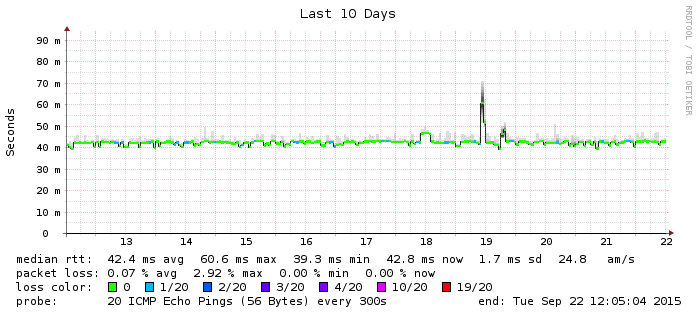 Last 10 Days
RRDTOOL / TOBI OETIKER
Seconds
90 m
80 m
70 m
60 m
50 m
40 m
30 m
20 m
10 m
0
13 14 15 16 17 18 19 20 21 22
median rtt: 42.4 ms avg 60.6 ms max 39.3 ms min 42.8 ms now 1.7 ms sd 24.8 am/s
packet loss: 0.07 % avg 2.92 % max 0.00 % min 0.00 % now
loss color: 0 1/20 2/20 3/20 4/20 10/20 19/20
probe: 20 ICMP Echo Pings (56 Bytes) every 300s end: Tue Sep 22 12:05:04 2015